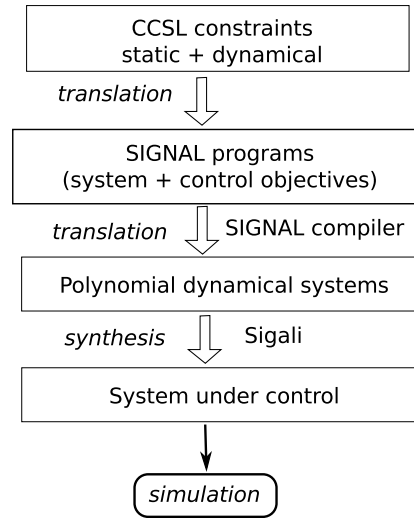 CCSL constraints
static + dynamical
translation
SIGNAL programs
(system + control objectives)
translation SIGNAL compiler
Polynomial dynamical systems
synthesis Sigali
System under control
simulation